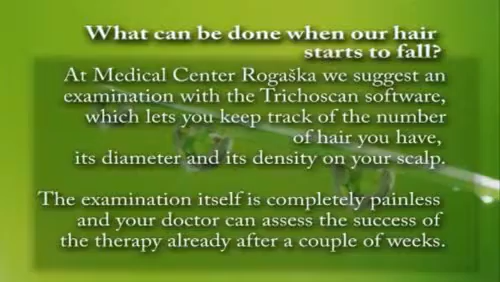 What can be done when our hair
starts to fall?
At Medical Center Rogaška we suggest an
examination with the Trichoscan software,
which lets you keep track of the number
of hair you have,
its diameter and its density on your scalp.
The examination itself is completely painless
and your doctor can assess the success of
the therapy already after a couple of weeks.